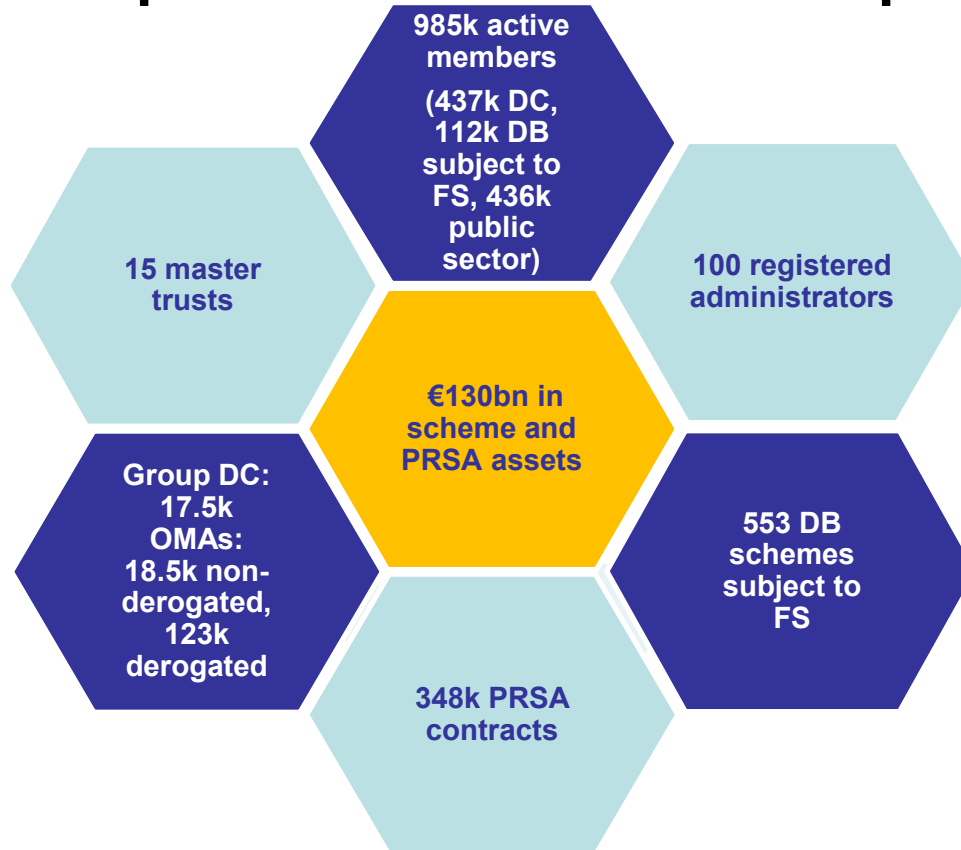 985k active
members
(437k DC,
112k DB
subject to
FS, 436k
public
sector)
15 master
trusts
100 registered
administrators
€130bn in
scheme and
PRSA assets
Group DC:
17.5k
OMAs:
18.5k non-
derogated,
123k
derogated
553 DB
schemes
subject to
FS
348k PRSA
contracts